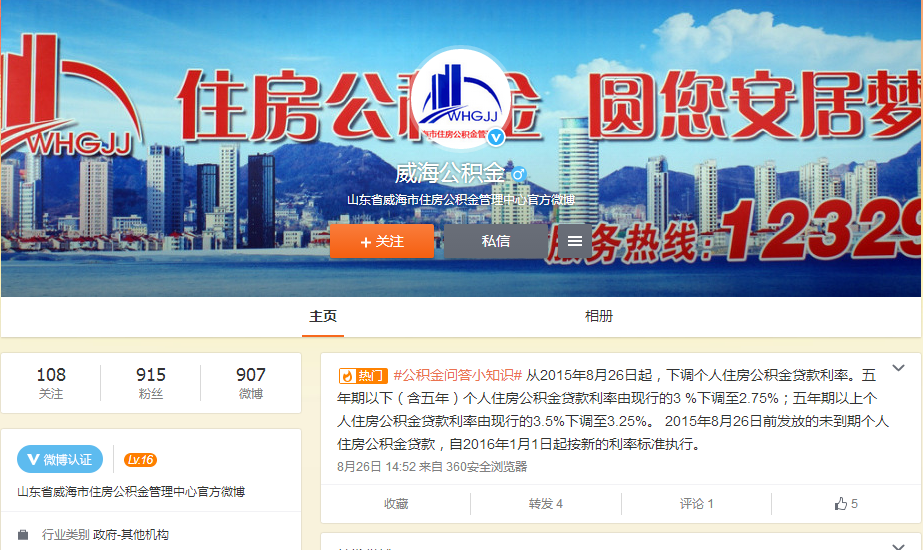 WHGJJ
住房公积金 圆您安居梦
WHGJJ
威海公积金
山东省威海市住房公积金管理中心官方微博
+ 关注
私信
服务热线:12329
主页
相册
108
关注
915
粉丝
907
微博
微博认证
Lv.16
山东省威海市住房公积金管理中心官方微博
行业类别 政府-其他机构
热门 #公积金问答小知识# 从2015年8月26日起，下调个人住房公积金贷款利率。五
年期以下（含五年）个人住房公积金贷款利率由现行的3 %下调至2.75%；五年期以上个
人住房公积金贷款利率由现行的3.5%下调至3.25%。 2015年8月26日前发放的未到期个人
住房公积金贷款，自2016年1月1日起按新的利率标准执行。
8月26日 14:52 来自 360安全浏览器
收藏
转发 4
评论 1
5